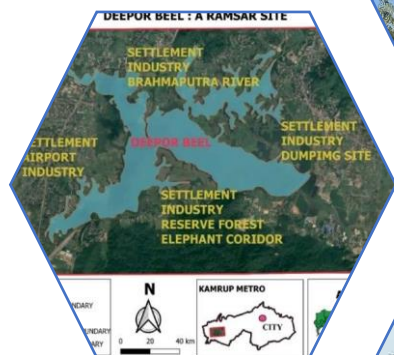 DEEPOR BEEL : A RAMSAR SITE
SETTLEMENT
INDUSTRY
BRAHMAPUTRA RIVER
SETTLEMENT
AIRPORT
INDUSTRY
DEEPOR BEEL
SETTLEMENT
INDUSTRY
DUMPIMG SITE
SETTLEMENT
INDUSTRY
RESERVE FOREST
ELEPHANT CORIDOR
N
0 20 40 km
KAMRUP METRO
CITY